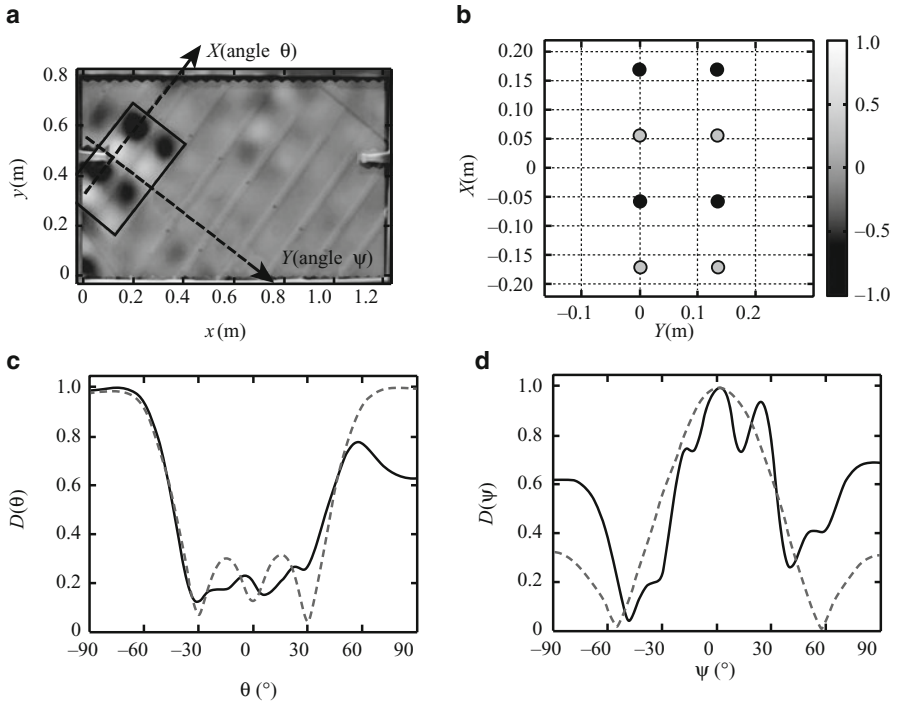 a
X(angle θ)
0.8
0.6
0.4
0.2
0
y(m)
Y(angle ψ)
0 0.2 0.4 0.6 0.8 1.0 1.2
x(m)
b
0.20
0.15
0.10
0.05
0
−0.05
−0.10
−0.15
−0.20
X(m)
−0.1 0 0.1 0.2
Y(m)
1.0
0.5
0
−0.5
−1.0
c
1.0
0.8
0.6
0.4
0.2
0
D(θ)
−90 −60 −30 0 30 60 90
θ (°)
d
1.0
0.8
0.6
0.4
0.2
0
D(ψ)
−90 −60 −30 0 30 60 90
ψ (°)